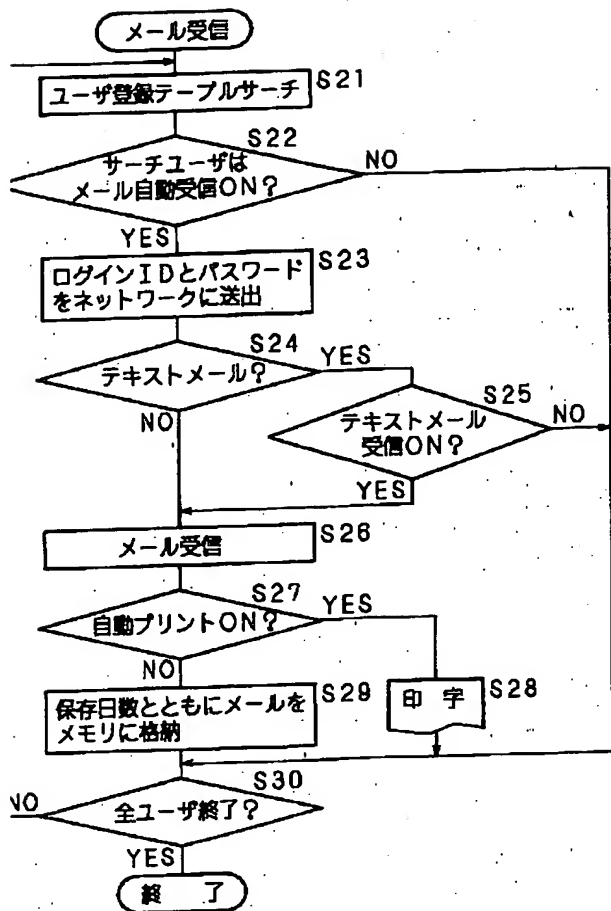 メール受信
S21
ユーザ登録テーブルサーチ
S22
サーチユーザは
メール自動受信ON?
NO
YES
S23
ログインIDとパスワード
をネットワークに送出
S24
テキストメール?
YES
NO
S25
テキストメール
受信ON?
NO
YES
S26
メール受信
S27
自動プリントON?
YES
NO
S29
保存日数とともにメールを
メモリに格納
印 字
S28
S30
全ユーザ終了?
NO
YES
終 了